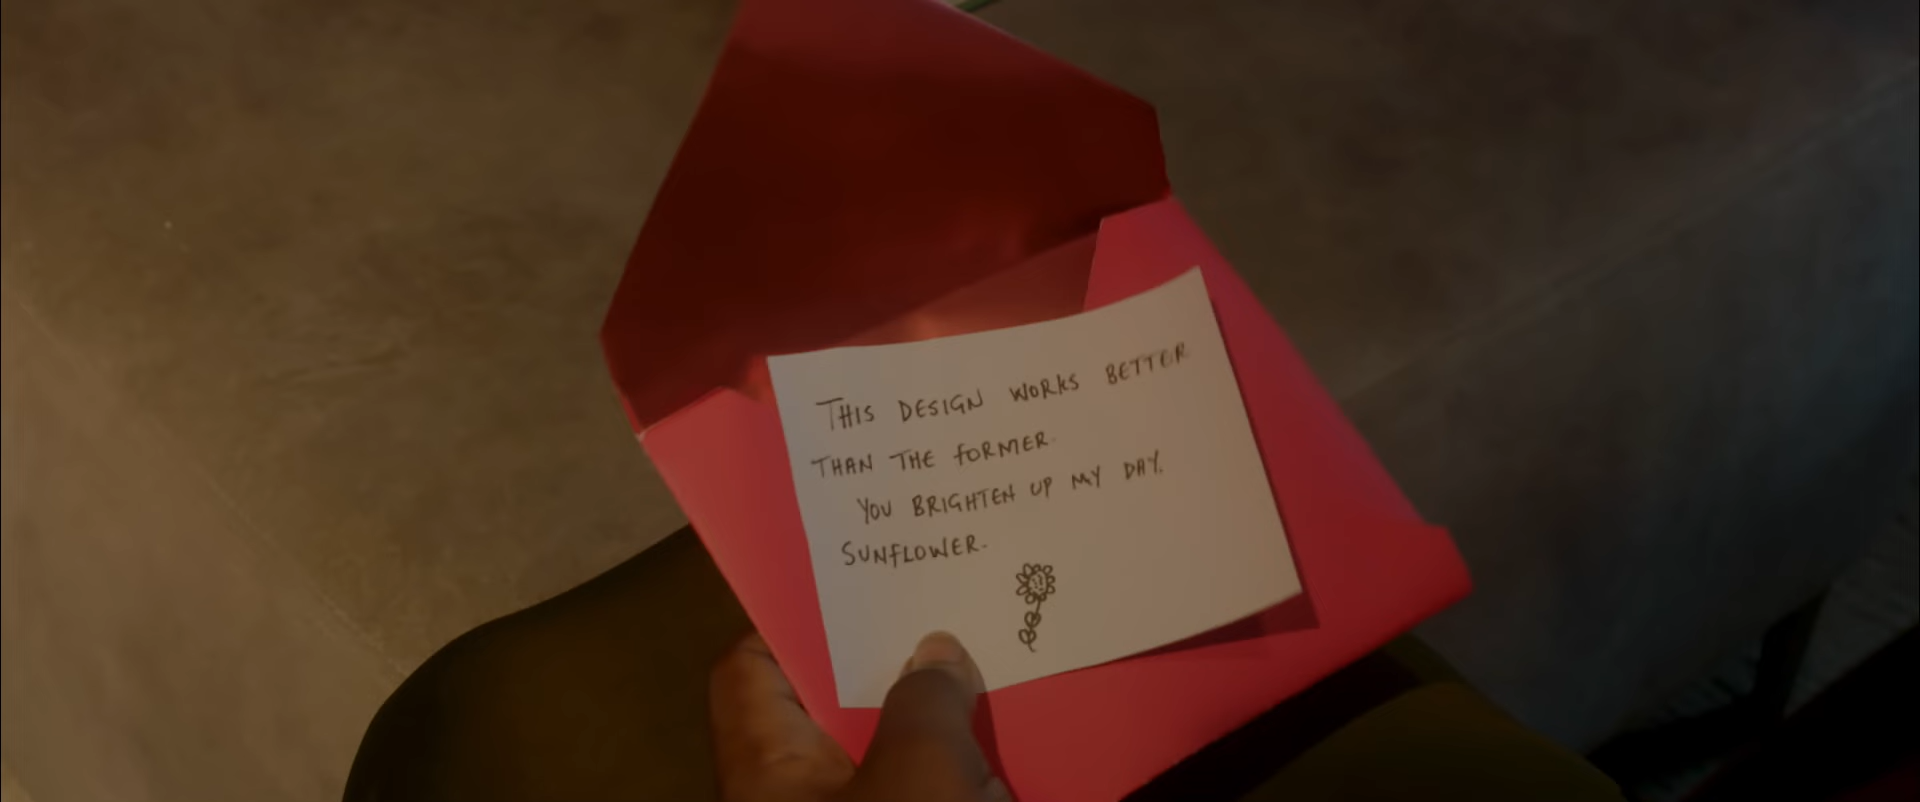 THIS DESIGN WORKS BETTER
THAN THE FORMER.
YOU BRIGHTEN UP MY DAY.
SUNFLOWER.